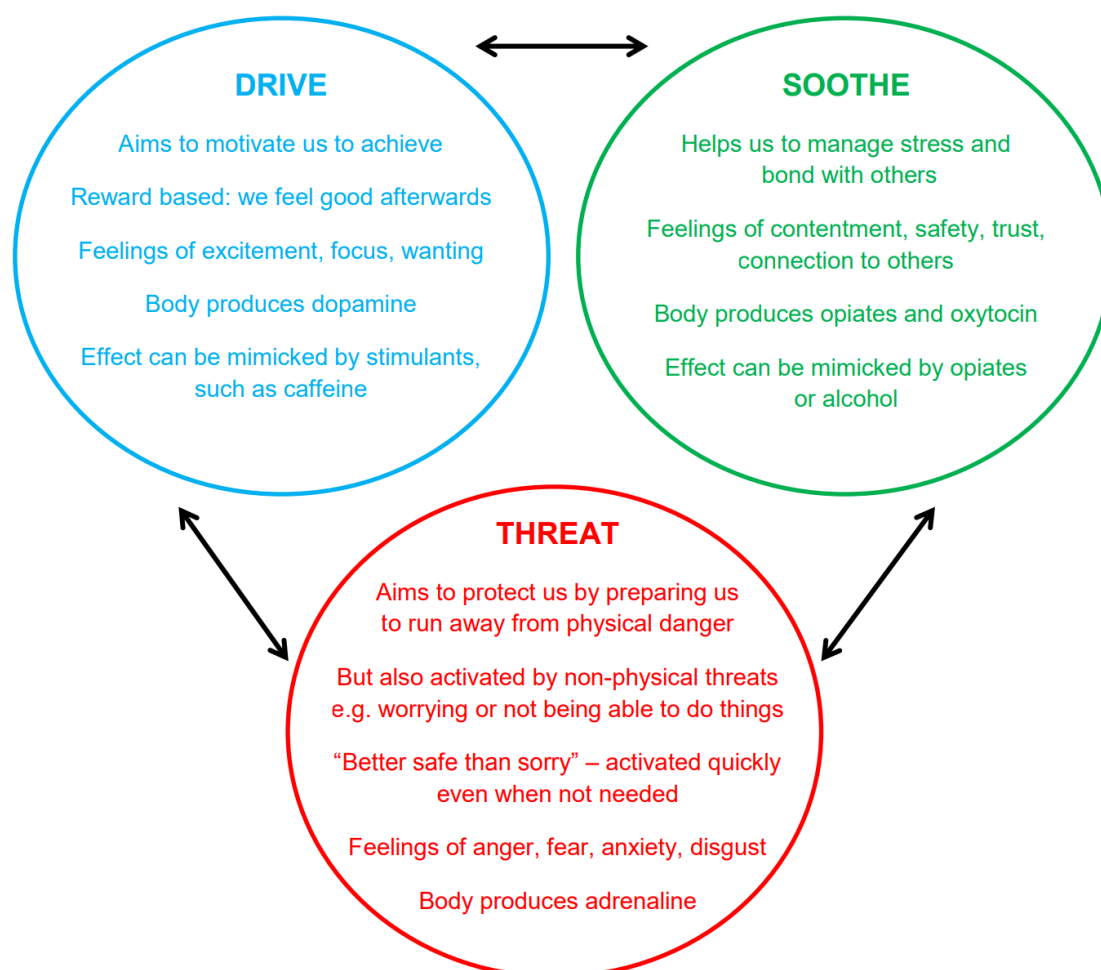 DRIVE
Aims to motivate us to achieve
Reward based: we feel good afterwards
Feelings of excitement, focus, wanting
Body produces dopamine
Effect can be mimicked by stimulants,
such as caffeine
SOOTHE
Helps us to manage stress and
bond with others
Feelings of contentment, safety, trust,
connection to others
Body produces opiates and oxytocin
Effect can be mimicked by opiates
or alcohol
THREAT
Aims to protect us by preparing us
to run away from physical danger
But also activated by non-physical threats
e.g. worrying or not being able to do things
“Better safe than sorry” – activated quickly
even when not needed
Feelings of anger, fear, anxiety, disgust
Body produces adrenaline